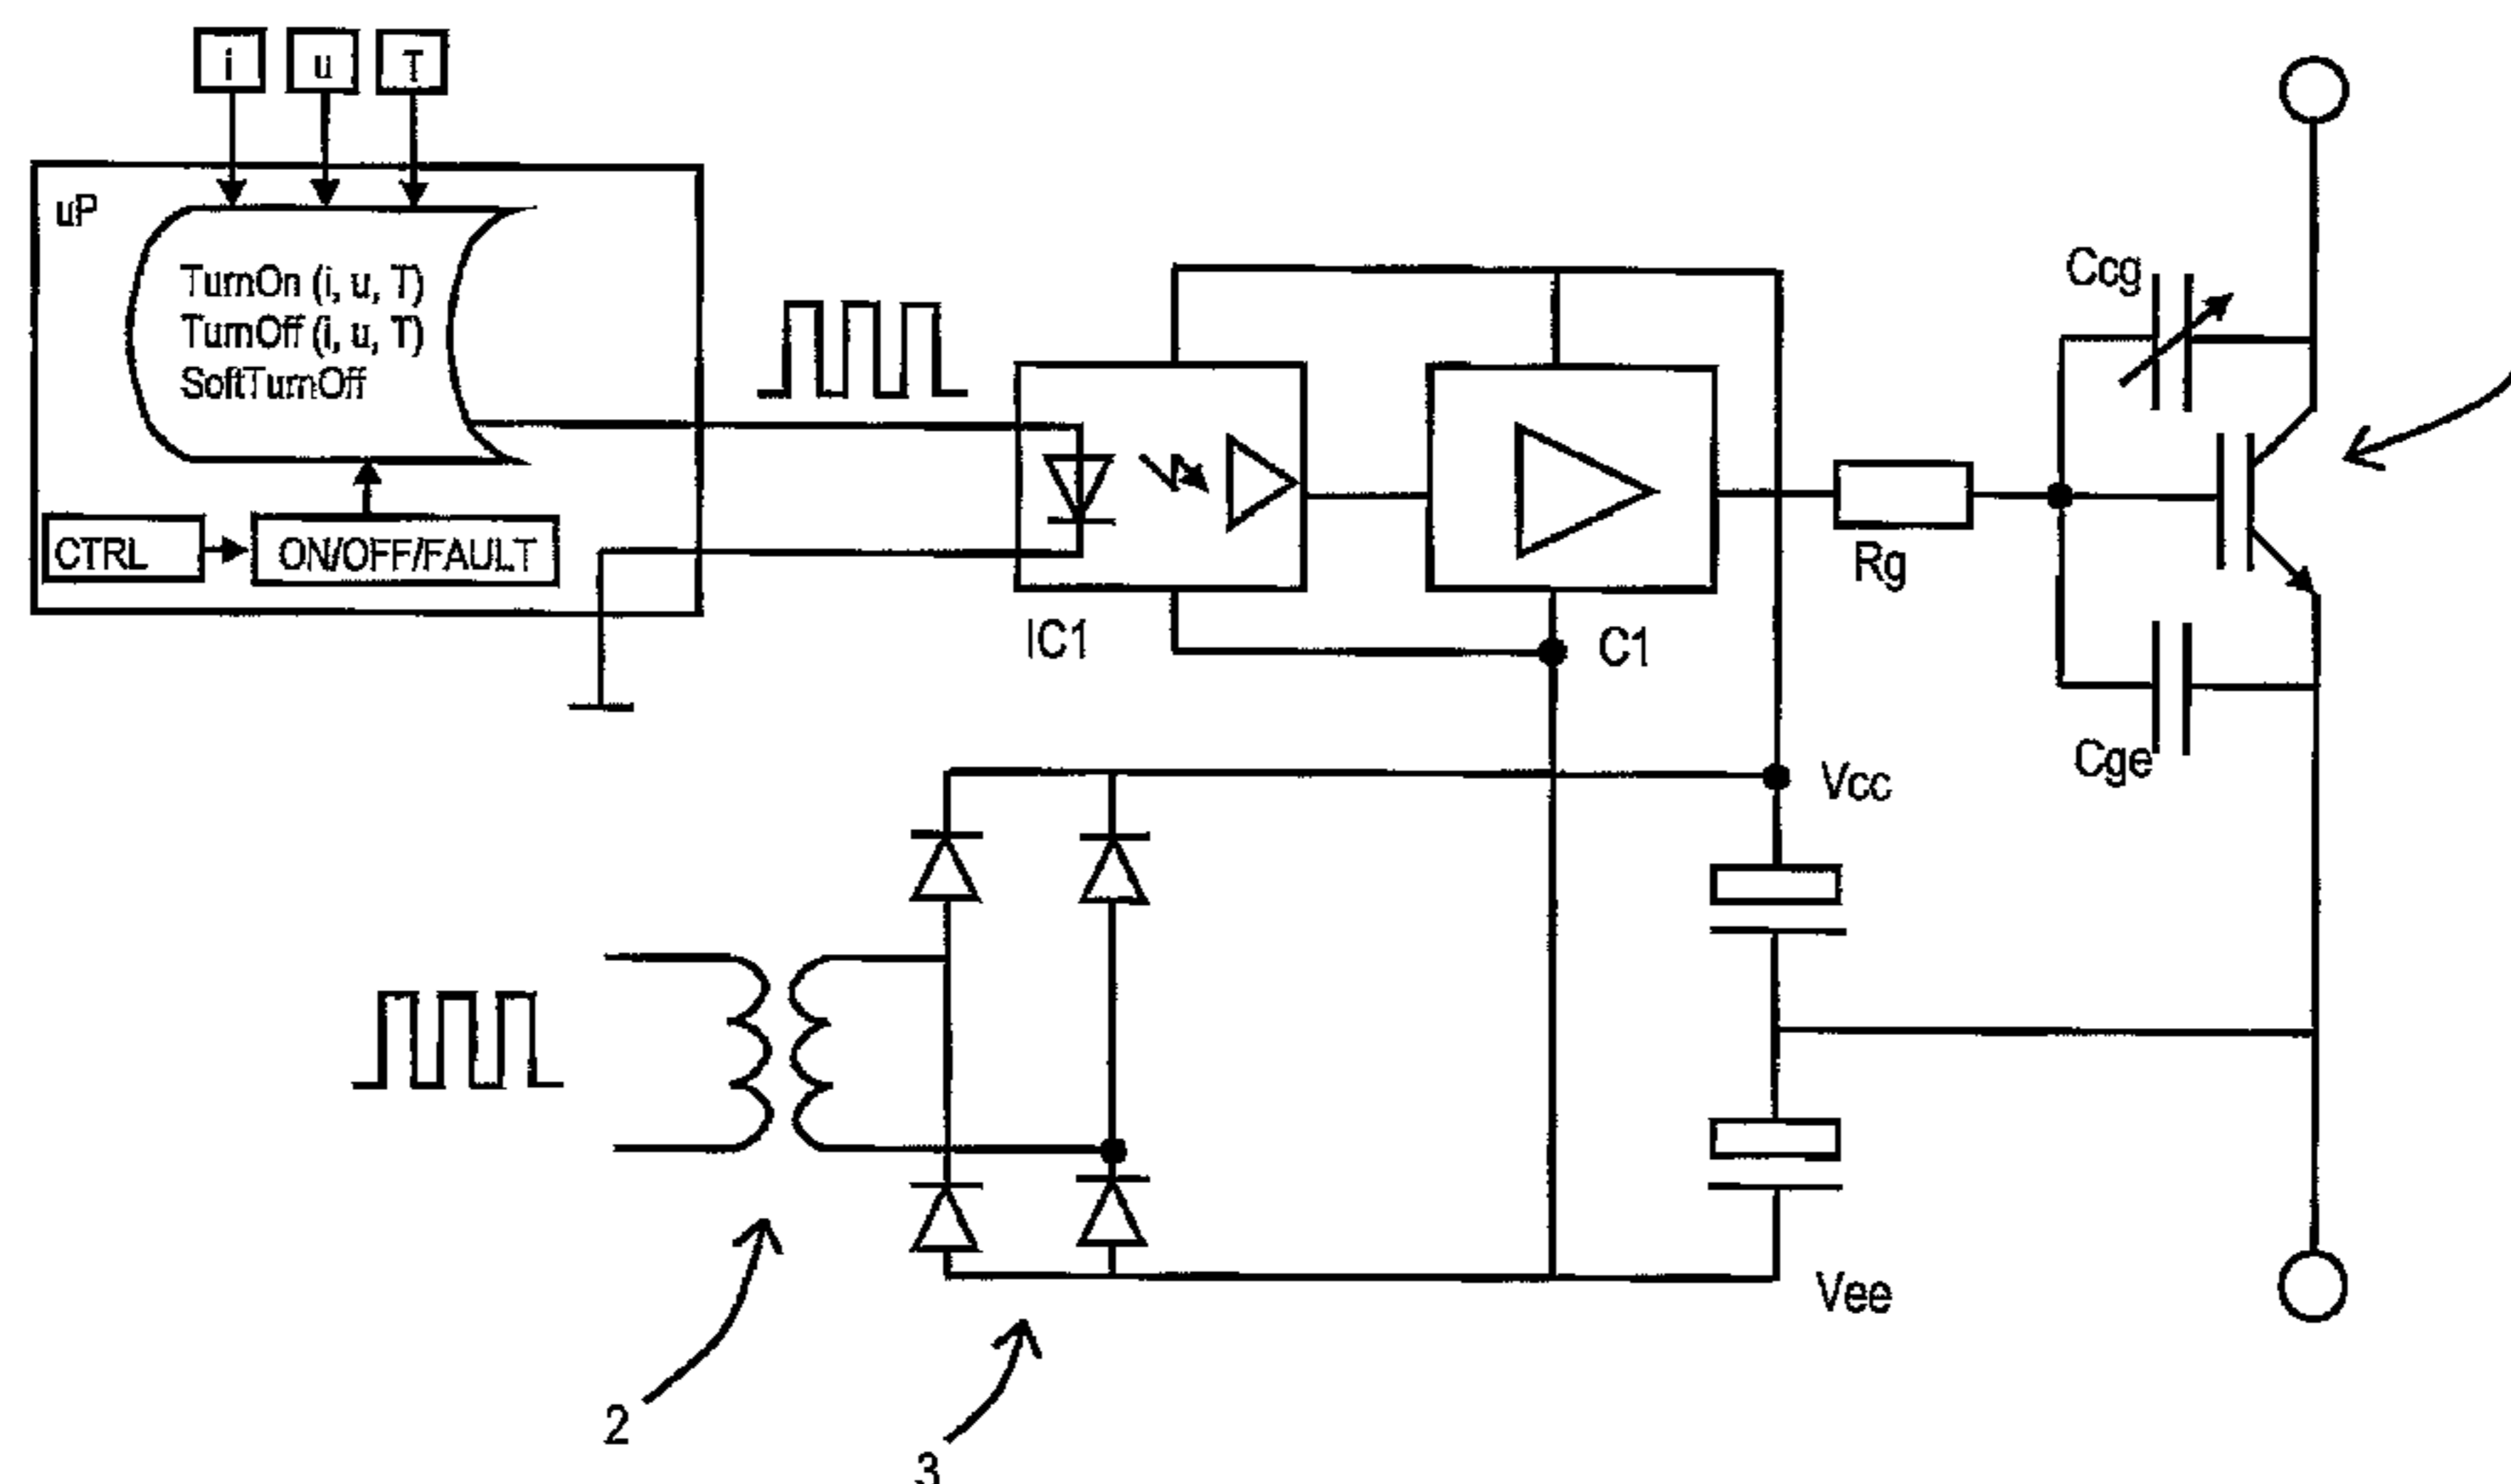 i
u
T
uP
TurnOn (i, u, T)
TurnOff (i, u, T)
SoftTurnOff
CTRL
ON/OFF/FAULT
IC1
C1
Rg
Ccg
Cge
Vcc
Vee
2
3